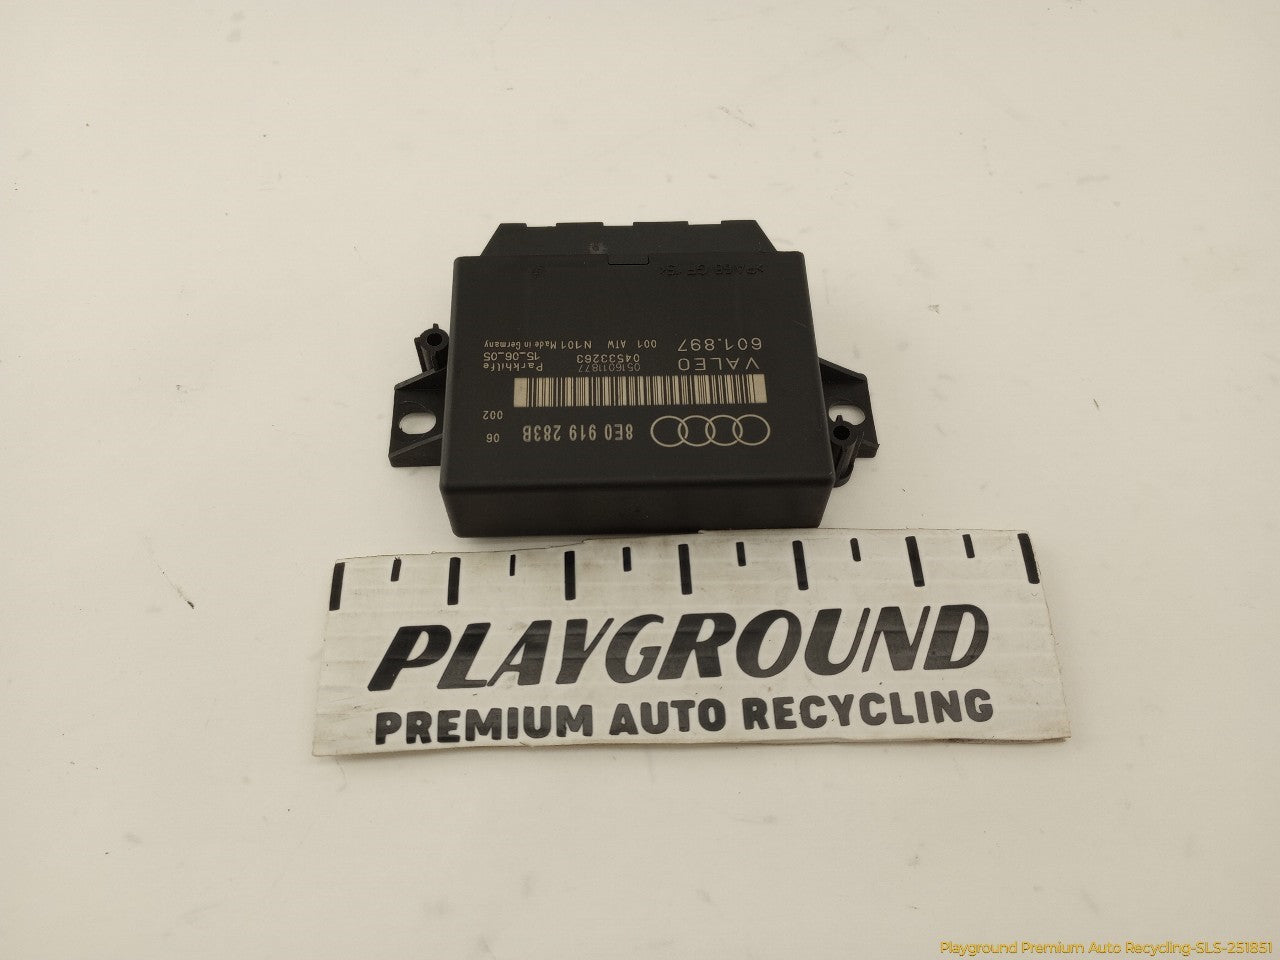 8E0 919 283B
06
002
VALEO
0516011877
Parkhilfe
601.897
04533263
15_06_05
001 ATW N101 Made in Germany
PLAYGROUND
PREMIUM AUTO RECYCLING
Playground Premium Auto Recycling-SLS-251851